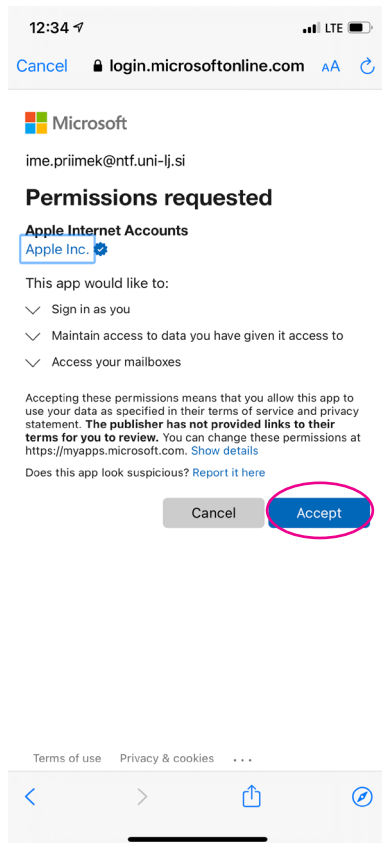 12:34
LTE
Cancel login.microsoftonline.com AA
Microsoft
ime.priimek@ntf.uni-lj.si
Permissions requested
Apple Internet Accounts
Apple Inc.
This app would like to:
Sign in as you
Maintain access to data you have given it access to
Access your mailboxes
Accepting these permissions means that you allow this app to
use your data as specified in their terms of service and privacy
statement. The publisher has not provided links to their
terms for you to review. You can change these permissions at
https://myapps.microsoft.com. Show details
Does this app look suspicious? Report it here
Cancel Accept
Terms of use Privacy & cookies ...